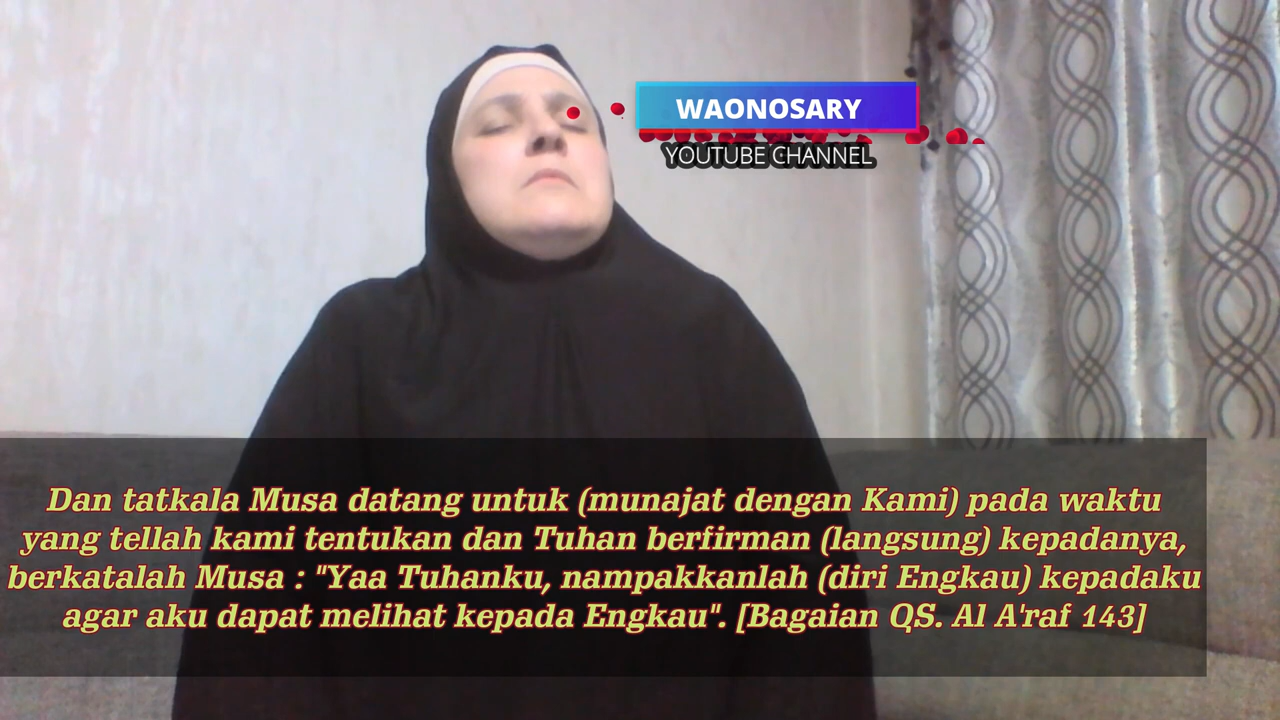 WAONOSARY
YOUTUBE CHANNEL
Dan tatkala Musa datang untuk (munajat dengan Kami) pada waktu
yang tellah kami tentukan dan Tuhan berfirman (langsung) kepadanya,
berkatalah Musa : "Yaa Tuhanku, nampakkanlah (diri Engkau) kepadaku
agar aku dapat melihat kepada Engkau". [Bagaian QS. Al A'raf 143]